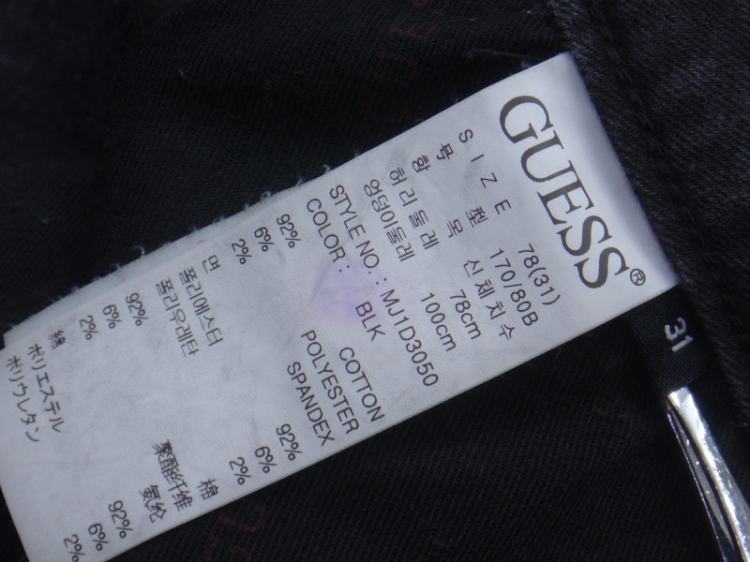 GUESS®
SIZE 78(31)
호 형 170/80B
항 목 신체치수
허리둘레 78cm
엉덩이둘레 100cm
STYLE NO. : MJ1D3050
COLOR : BLK
92% COTTON
6% POLYESTER
2% SPANDEX
면 92%
폴리에스터 6%
폴리우레탄 2%
棉 92%
聚酯纤维 6%
氨纶 2%
綿 92%
ポリエステル 6%
ポリウレタン 2%
31